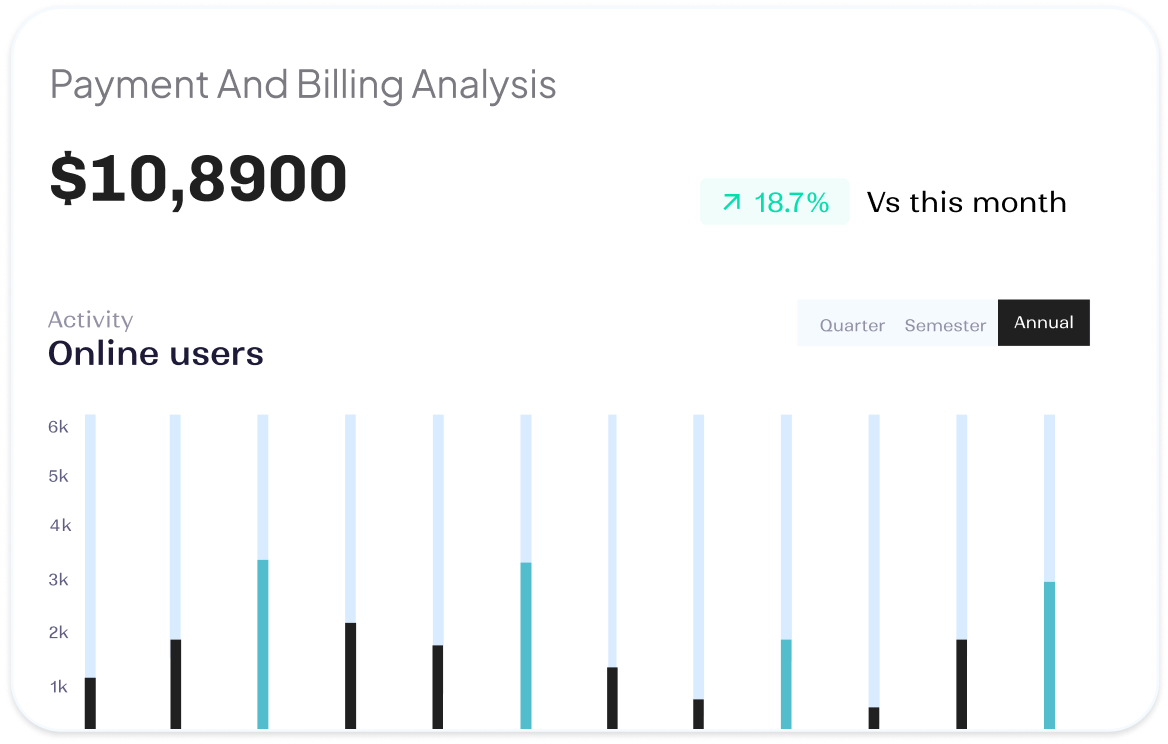 Payment And Billing Analysis
$10,8900
18.7% Vs this month
Activity
Online users
Quarter Semester Annual
6k
5k
4k
3k
2k
1k